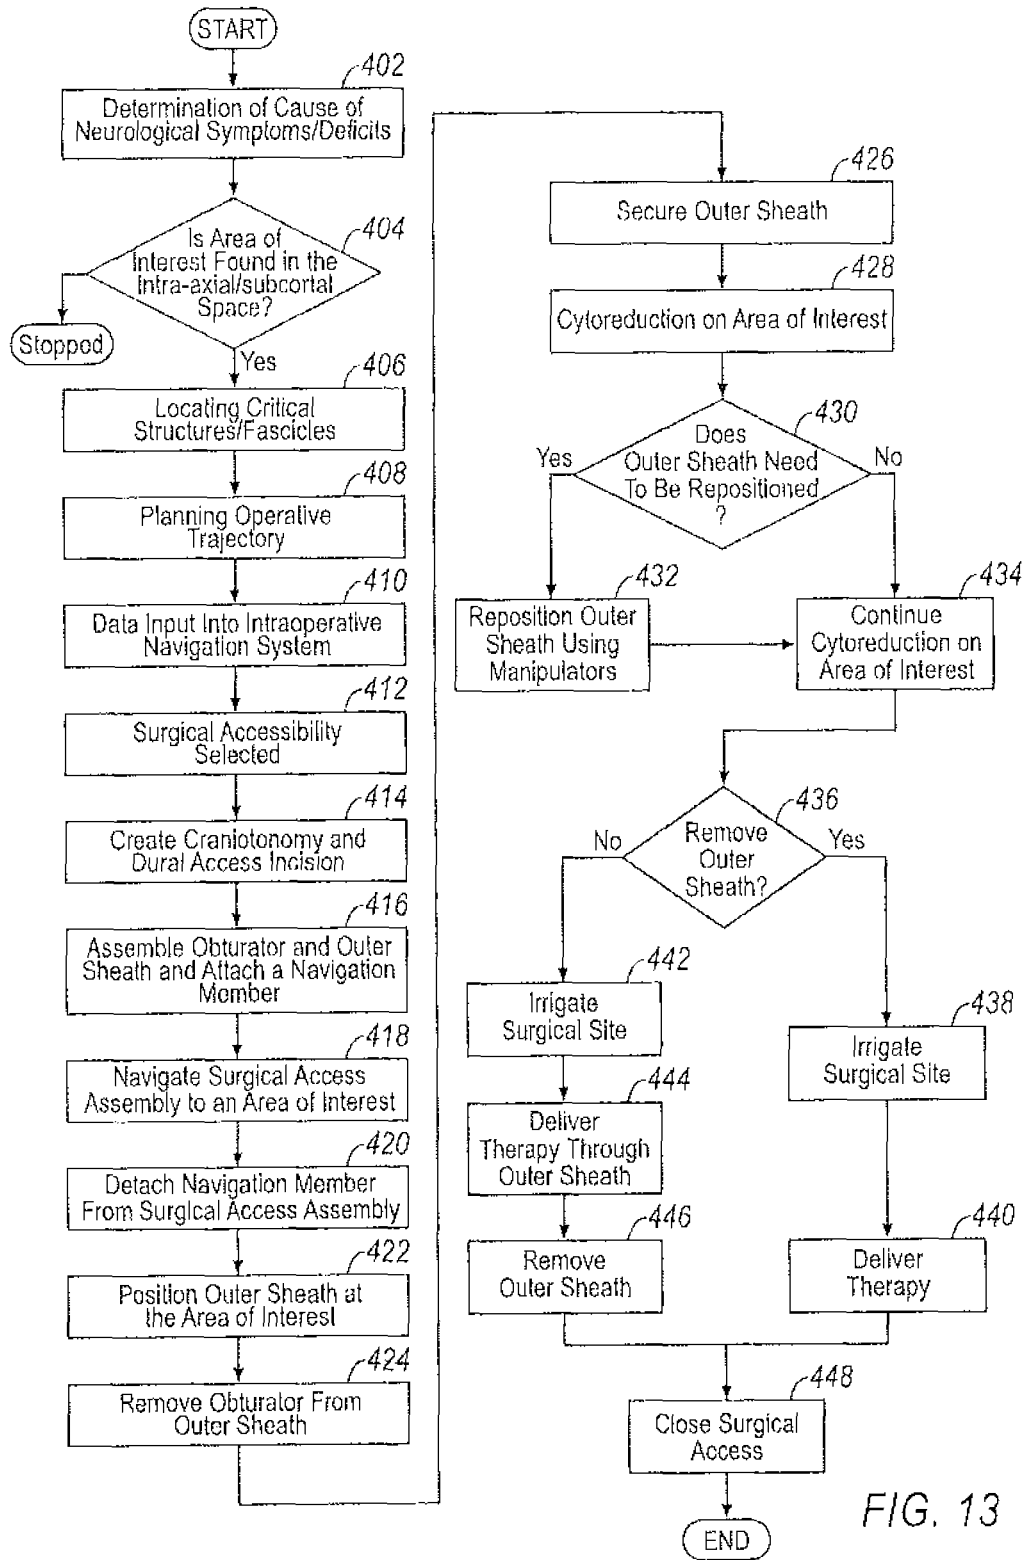 START
402
Determination of Cause of
Neurological Symptoms/Deficits
404
Is Area of
Interest Found in the
Intra-axial/subcortal
Space?
Stopped
Yes
406
Locating Critical
Structures/Fascicles
408
Planning Operative
Trajectory
410
Data Input Into Intraoperative
Navigation System
412
Surgical Accessibility
Selected
414
Create Craniotonomy and
Dural Access Incision
416
Assemble Obturator and Outer
Sheath and Attach a Navigation
Member
418
Navigate Surgical Access
Assembly to an Area of Interest
420
Detach Navigation Member
From Surgical Access Assembly
422
Position Outer Sheath at
the Area of Interest
424
Remove Obturator From
Outer Sheath
426
Secure Outer Sheath
428
Cytoreduction on Area of Interest
430
Does
Outer Sheath Need
To Be Repositioned
?
Yes
No
432
Reposition Outer
Sheath Using
Manipulators
434
Continue
Cytoreduction on
Area of Interest
436
Remove
Outer
Sheath?
No
Yes
442
Irrigate
Surgical Site
444
Deliver
Therapy Through
Outer Sheath
446
Remove
Outer Sheath
438
Irrigate
Surgical Site
440
Deliver
Therapy
448
Close Surgical
Access
END
FIG. 13